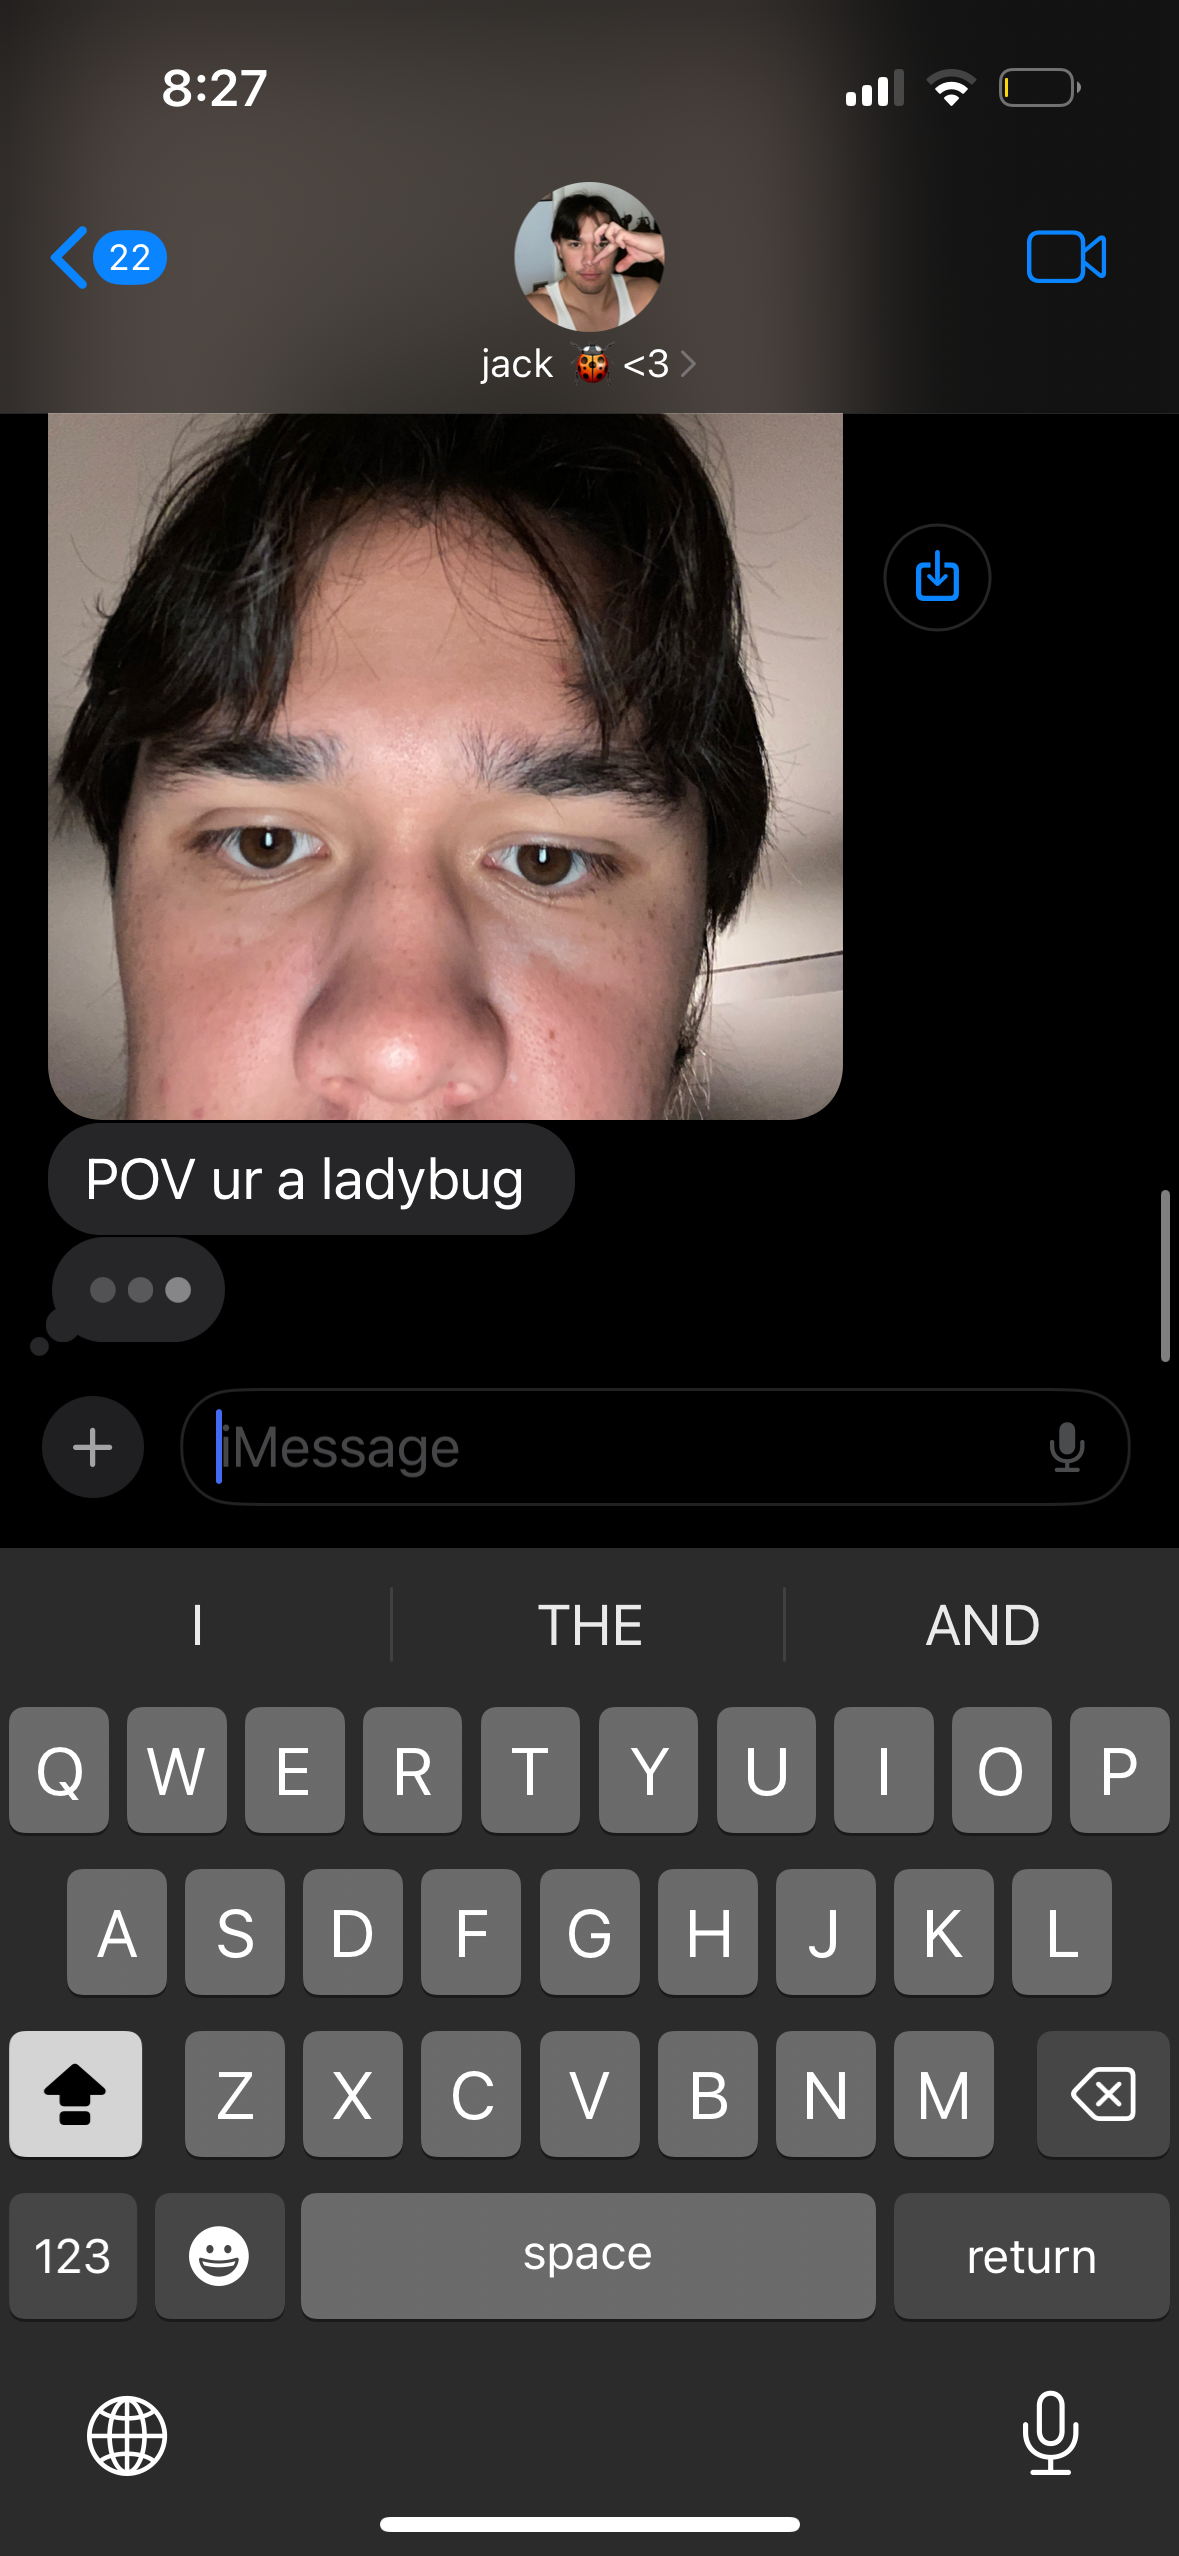 8:27
22
jack 🐞 <3
POV ur a ladybug
iMessage
I THE AND
Q W E R T Y U I O P
A S D F G H J K L
Z X C V B N M
123 space return